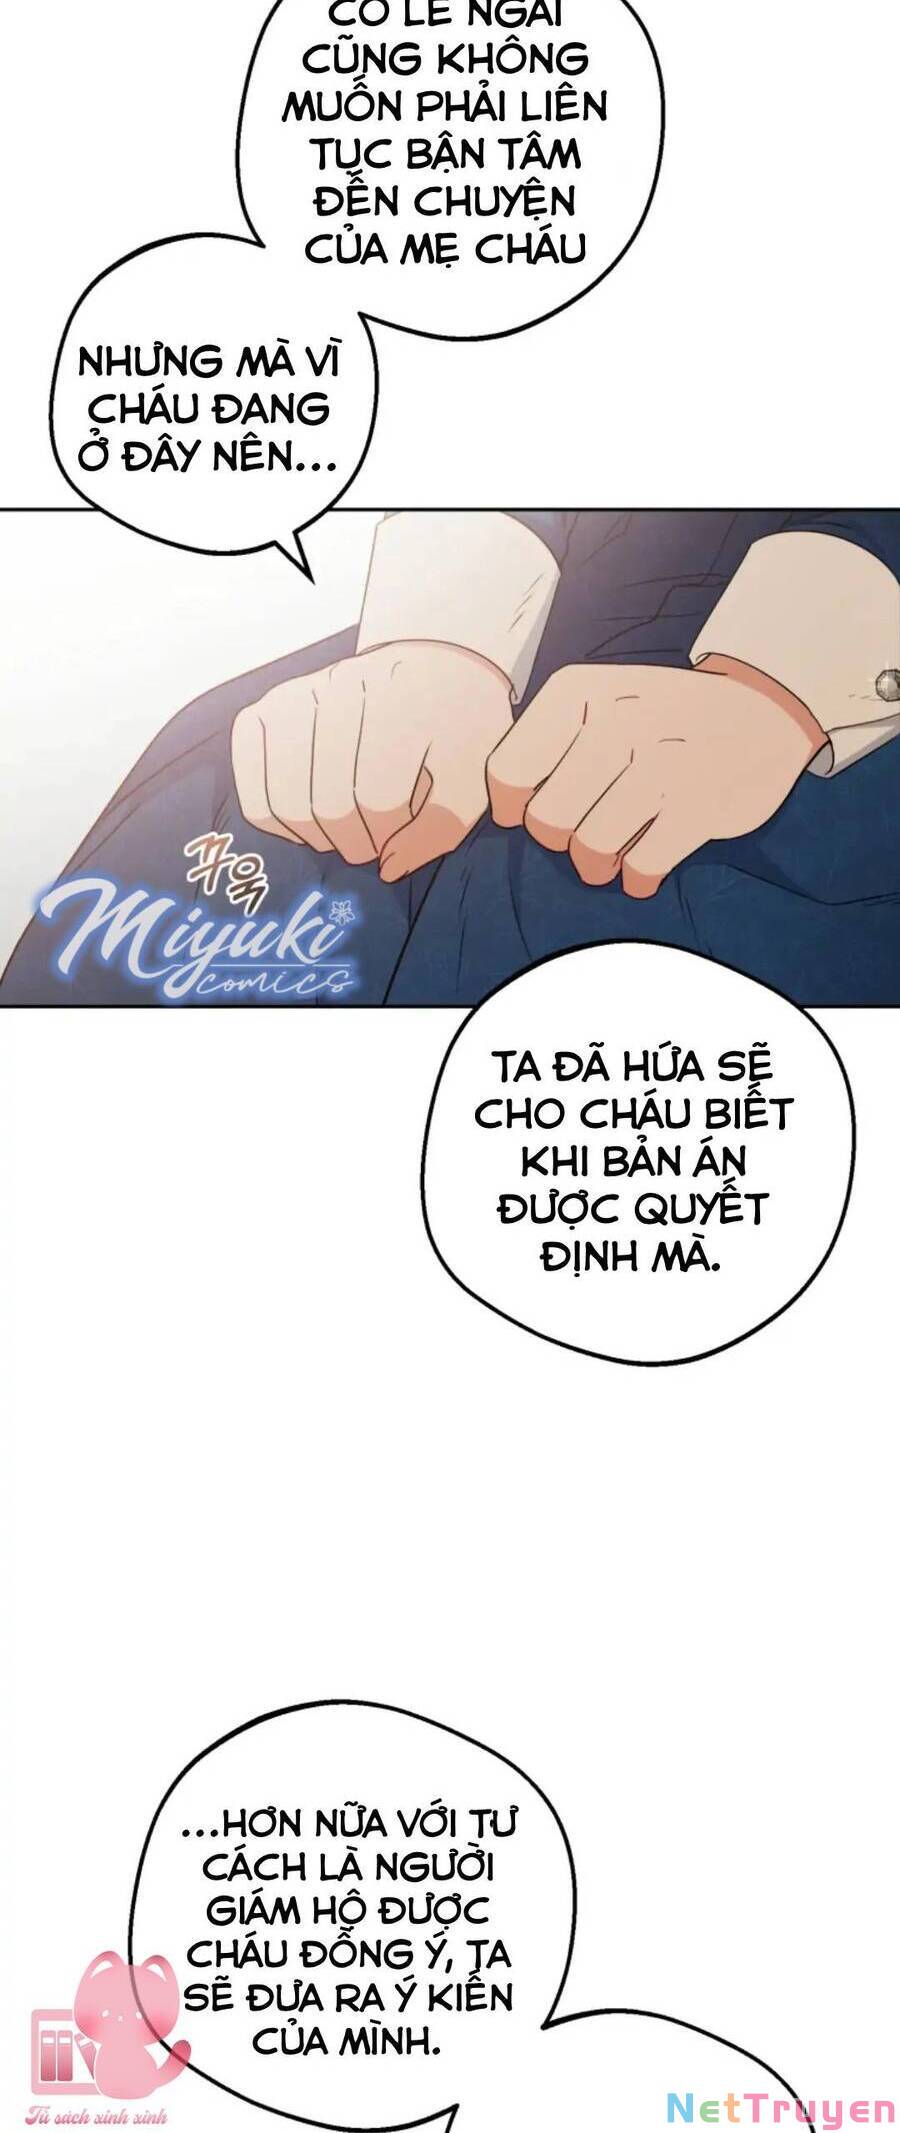 CÓ LẼ NGÀI
CŨNG KHÔNG
MUỐN PHẢI LIÊN
TỤC BẬN TÂM
ĐẾN CHUYỆN
CỦA MẸ CHÁU
NHƯNG MÀ VÌ
CHÁU ĐANG
Ở ĐÂY NÊN...
꾸욱
Miyuki
comics
TA ĐÃ HỨA SẼ
CHO CHÁU BIẾT
KHI BẢN ÁN
ĐƯỢC QUYẾT
ĐỊNH MÀ.
...HƠN NỮA VỚI TƯ
CÁCH LÀ NGƯỜI
GIÁM HỘ ĐƯỢC
CHÁU ĐỒNG Ý, TA
SẼ ĐƯA RA Ý KIẾN
CỦA MÌNH.
Tủ sách xinh xinh
NetTruyen